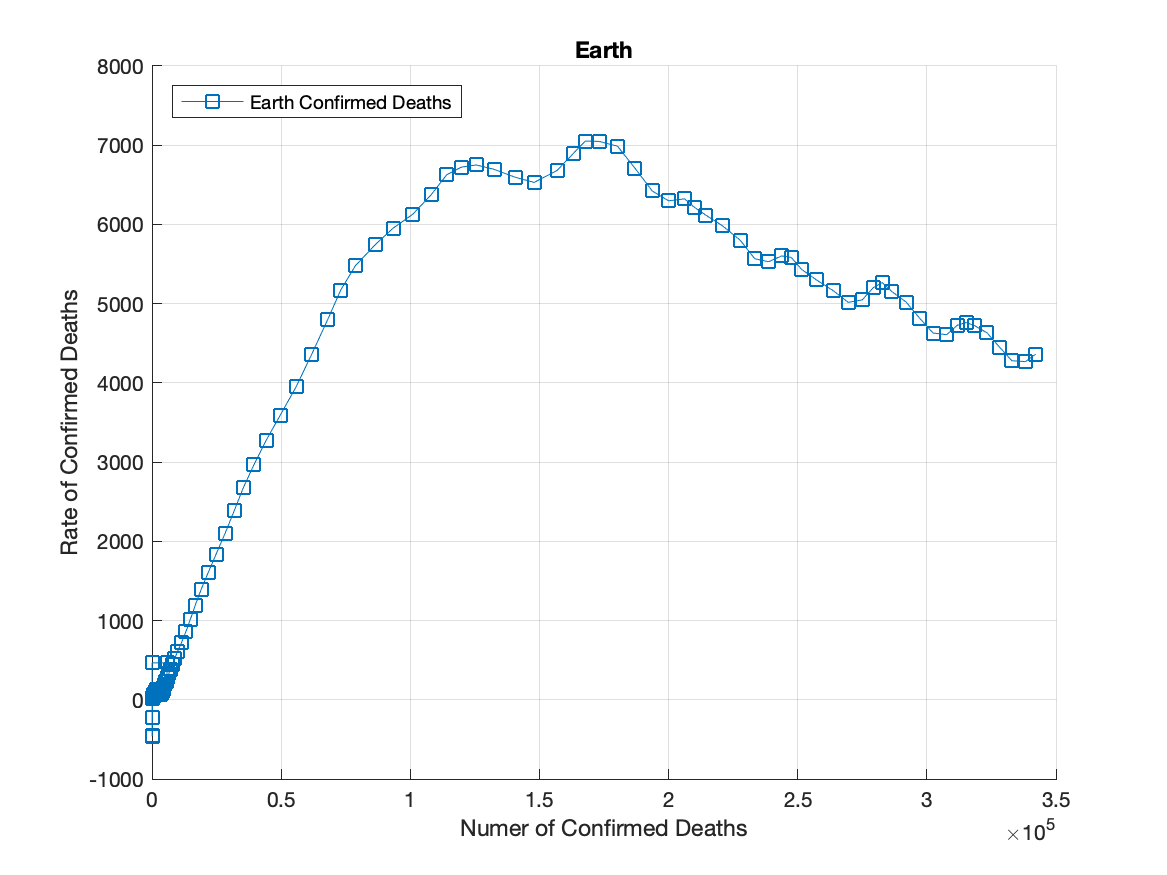 Earth
Earth Confirmed Deaths
8000
7000
6000
5000
4000
3000
2000
1000
0
-1000
Rate of Confirmed Deaths
0 0.5 1 1.5 2 2.5 3 3.5
Numer of Confirmed Deaths
×10⁵